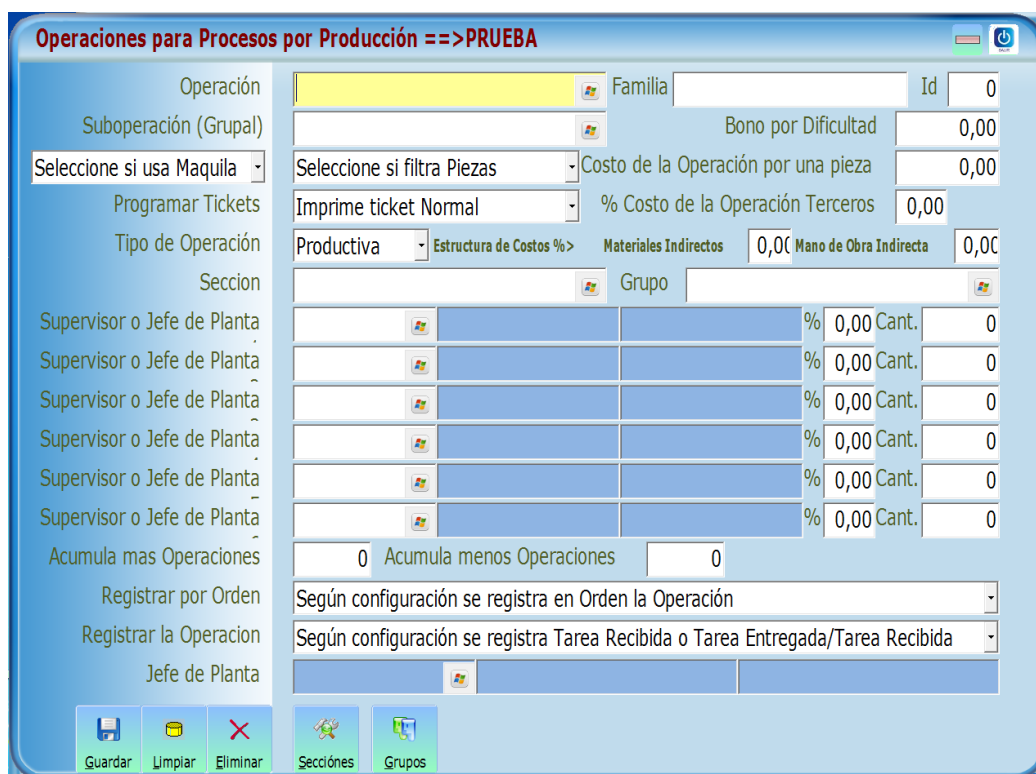 Operaciones para Procesos por Producción ==>PRUEBA
Operación Familia Id 0
Suboperación (Grupal) Bono por Dificultad 0,00
Seleccione si usa Maquila Seleccione si filtra Piezas Costo de la Operación por una pieza 0,00
Programar Tickets Imprime ticket Normal % Costo de la Operación Terceros 0,00
Tipo de Operación Productiva Estructura de Costos %> Materiales Indirectos 0,00 Mano de Obra Indirecta 0,00
Seccion Grupo
Supervisor o Jefe de Planta % 0,00 Cant. 0
Supervisor o Jefe de Planta % 0,00 Cant. 0
Supervisor o Jefe de Planta % 0,00 Cant. 0
Supervisor o Jefe de Planta % 0,00 Cant. 0
Supervisor o Jefe de Planta % 0,00 Cant. 0
Supervisor o Jefe de Planta % 0,00 Cant. 0
Acumula mas Operaciones 0 Acumula menos Operaciones 0
Registrar por Orden Según configuración se registra en Orden la Operación
Registrar la Operacion Según configuración se registra Tarea Recibida o Tarea Entregada/Tarea Recibida
Jefe de Planta
Guardar Limpiar Eliminar Secciónes Grupos